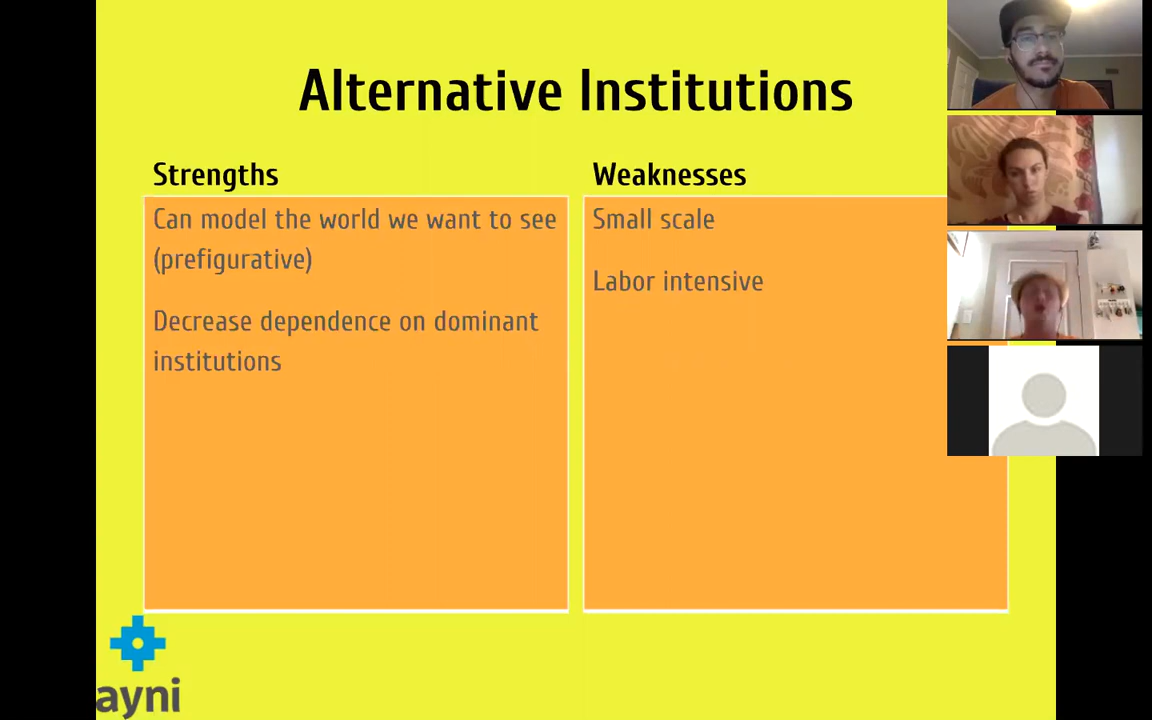 Alternative Institutions
Strengths
Can model the world we want to see
(prefigurative)
Decrease dependence on dominant
institutions
Weaknesses
Small scale
Labor intensive
ayni